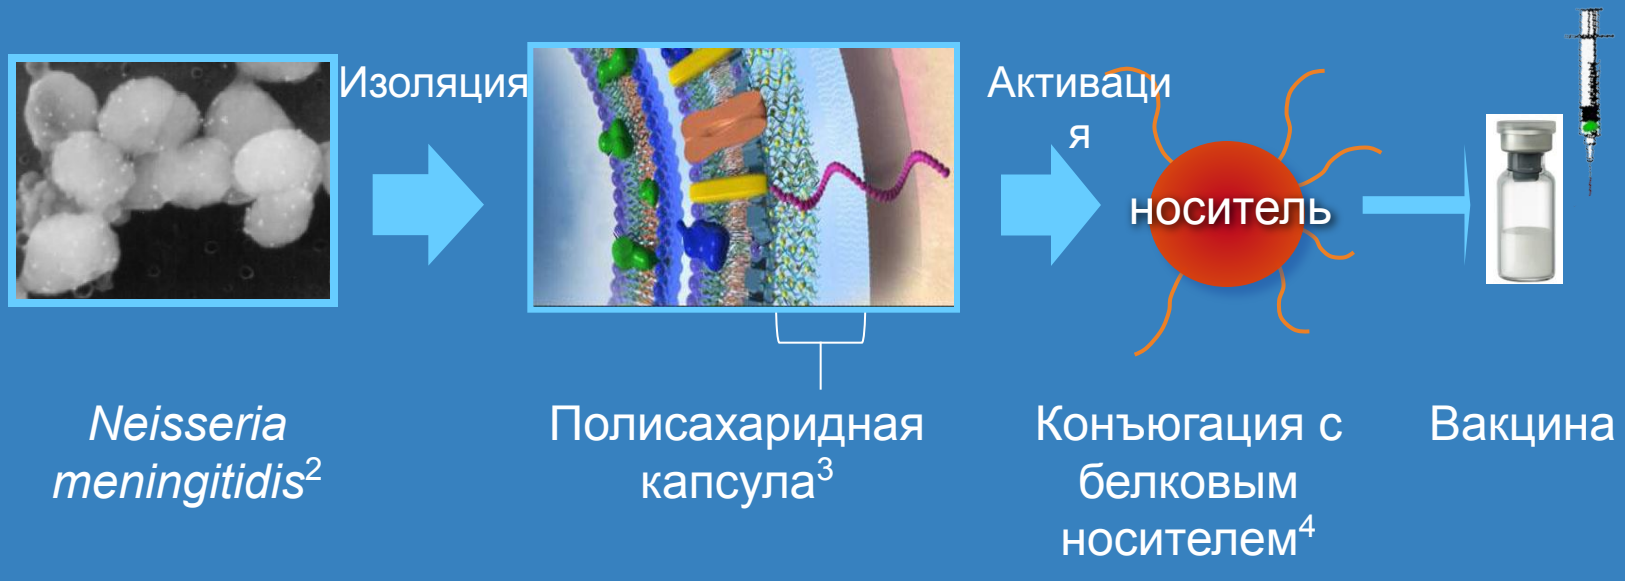 Изоляция
Активаци
я
носитель
Neisseria
meningitidis²
Полисахаридная
капсула³
Конъюгация с
белковым
носителем⁴
Вакцина